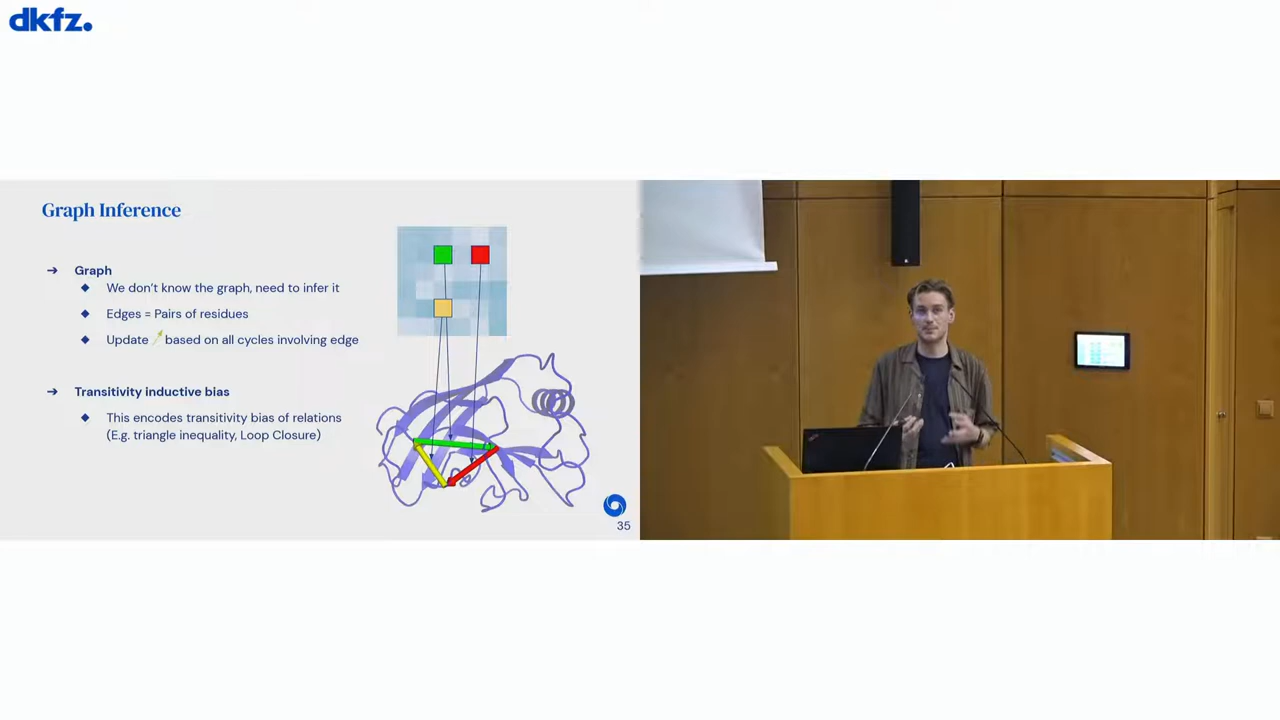 dkfz.
Graph Inference
→ Graph
◆ We don't know the graph, need to infer it
◆ Edges = Pairs of residues
◆ Update based on all cycles involving edge
→ Transitivity inductive bias
◆ This encodes transitivity bias of relations
(E.g. triangle inequality, Loop Closure)
35